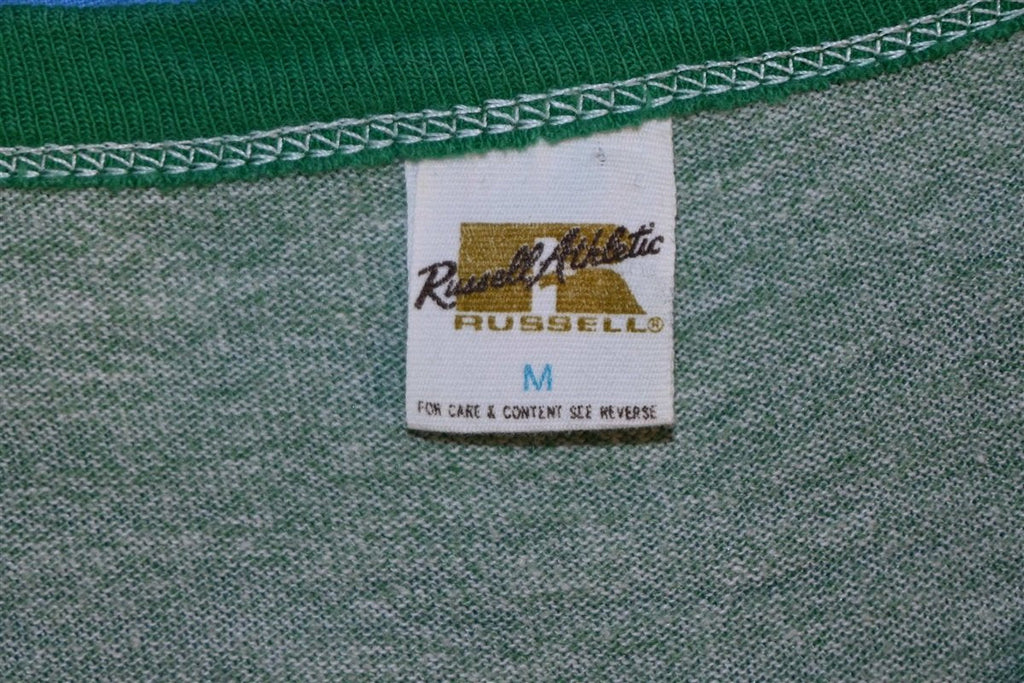 Russell Athletic
RUSSELL®
M
FOR CARE & CONTENT SEE REVERSE